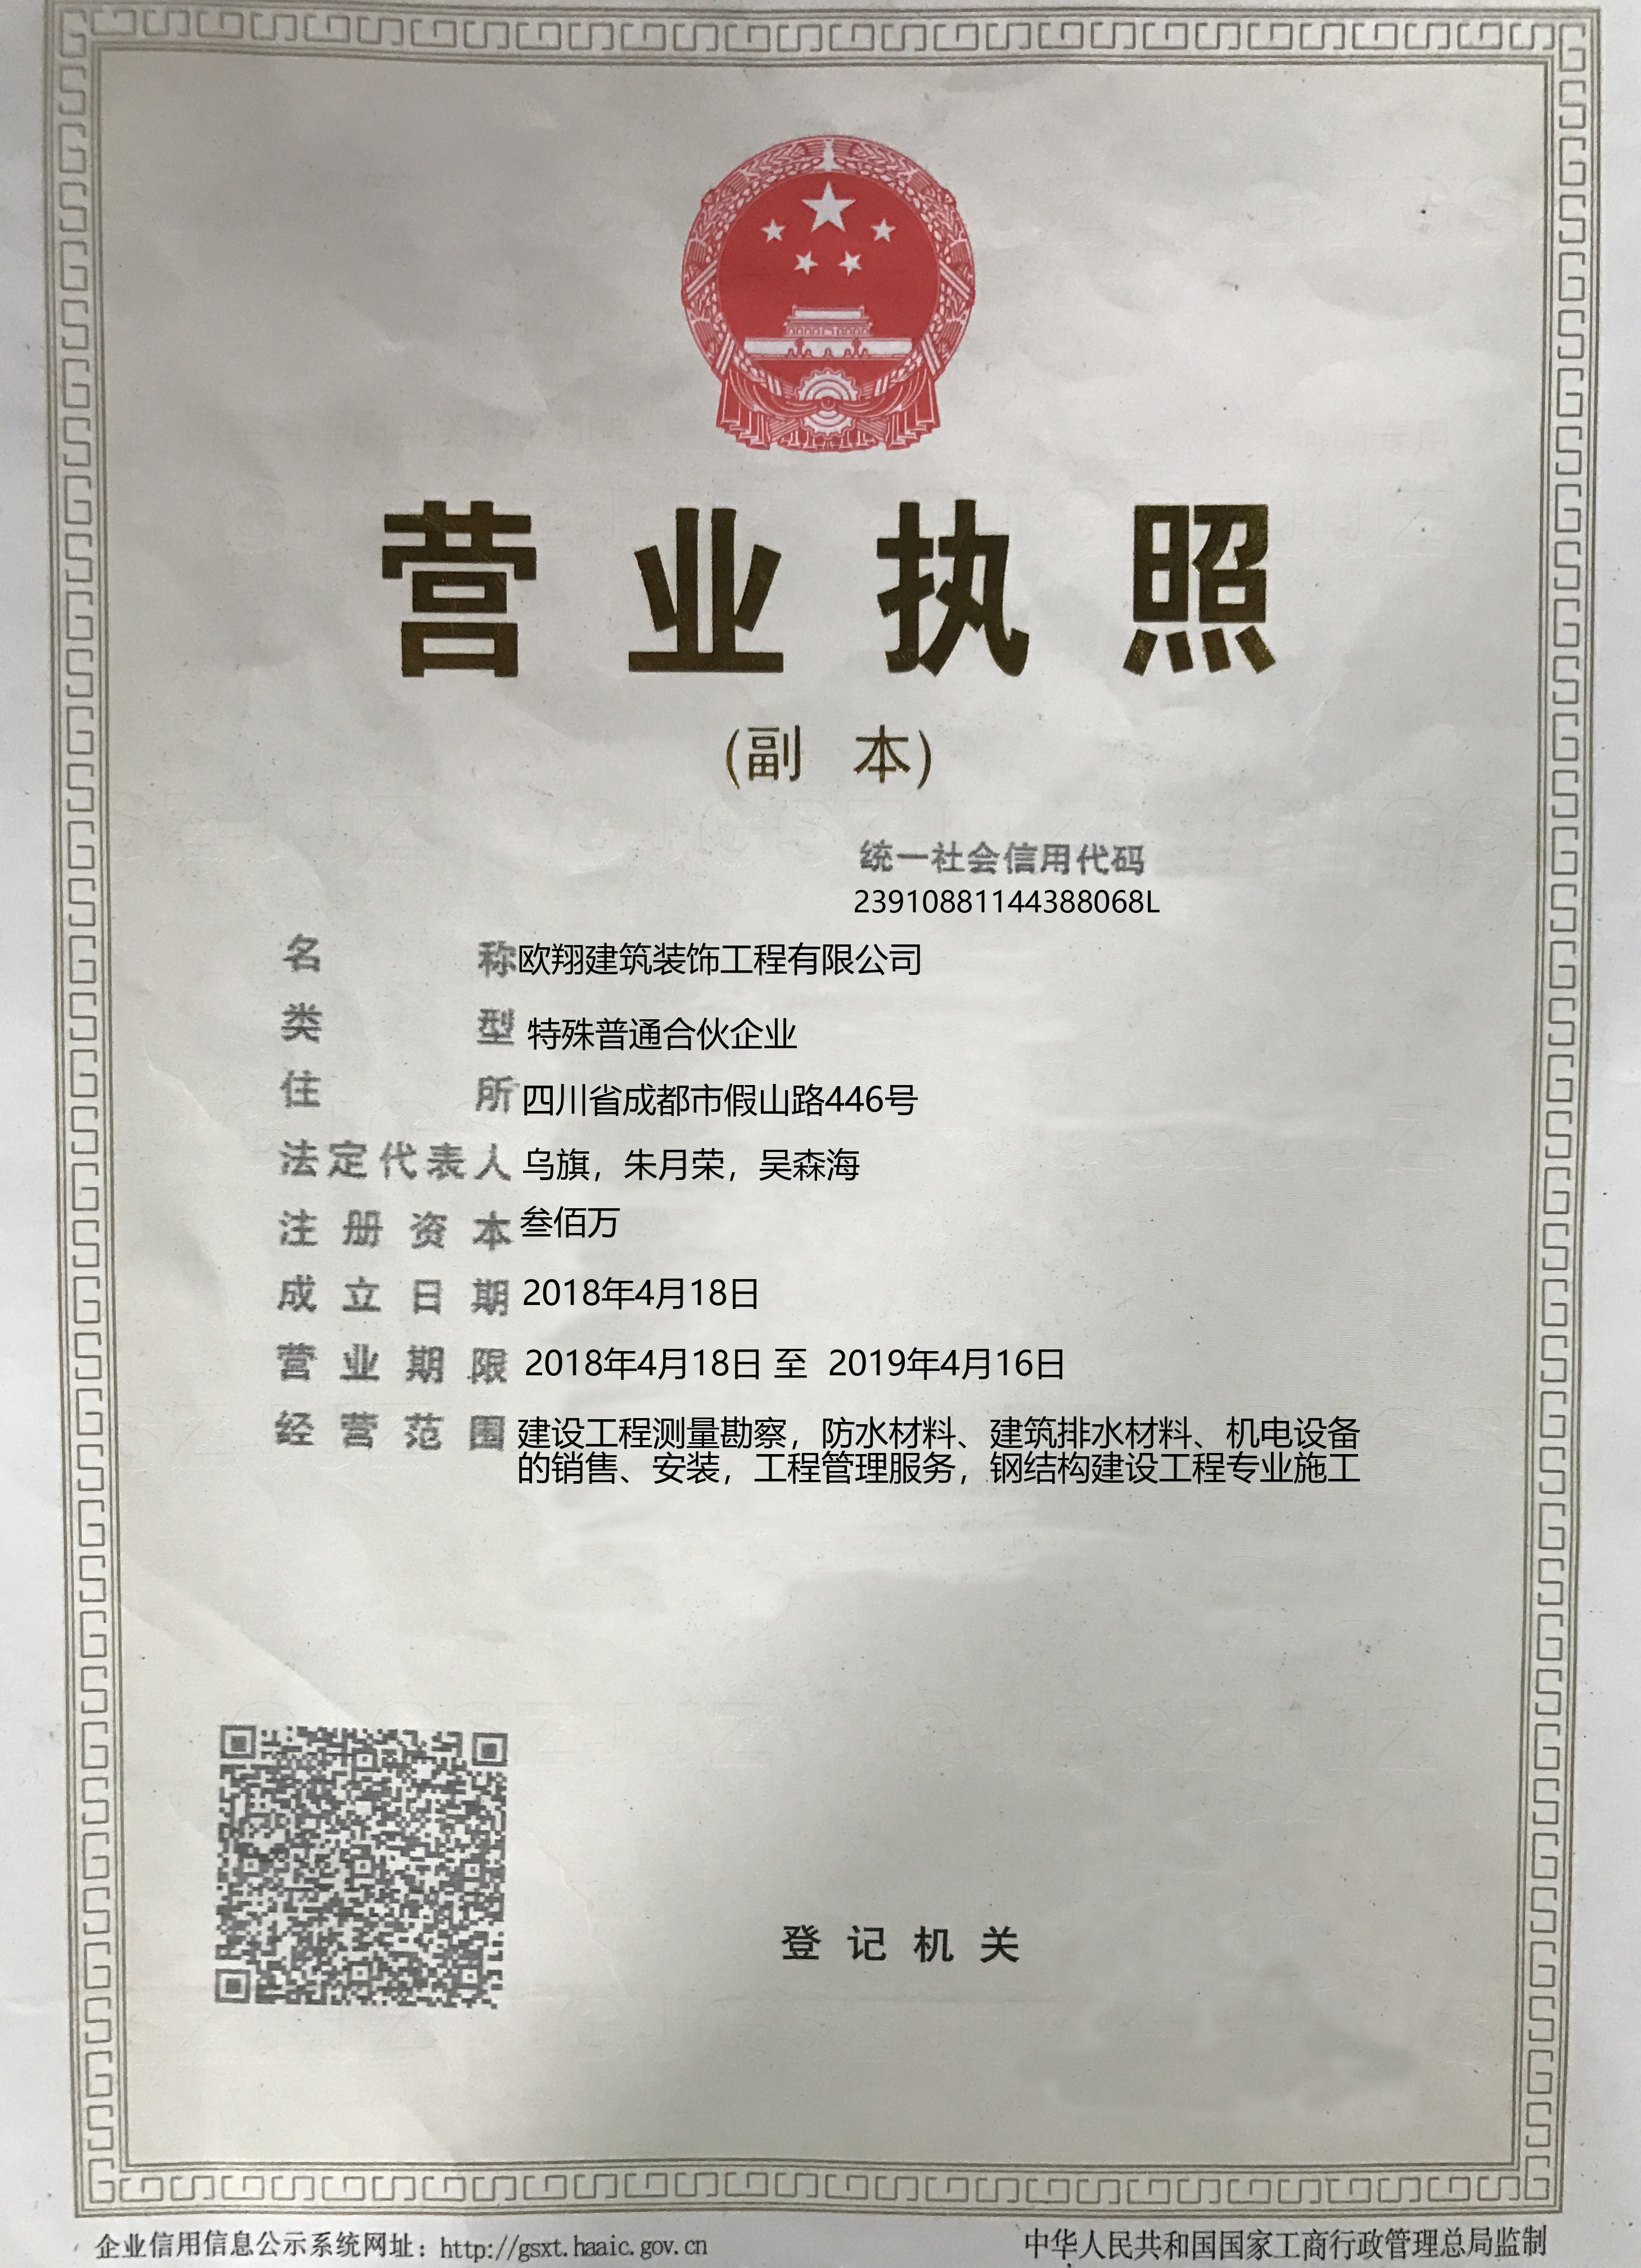 营业执照
(副 本)
统一社会信用代码
23910881144388068L
名 称 欧翔建筑装饰工程有限公司
类 型 特殊普通合伙企业
住 所 四川省成都市假山路446号
法定代表人 乌旗，朱月荣，吴森海
注册资本 叁佰万
成立日期 2018年4月18日
营业期限 2018年4月18日 至 2019年4月16日
经营范围 建设工程测量勘察，防水材料、建筑排水材料、机电设备
的销售、安装，工程管理服务，钢结构建设工程专业施工
登记机关
企业信用信息公示系统网址：http://gsxt.haaic.gov.cn
中华人民共和国国家工商行政管理总局监制